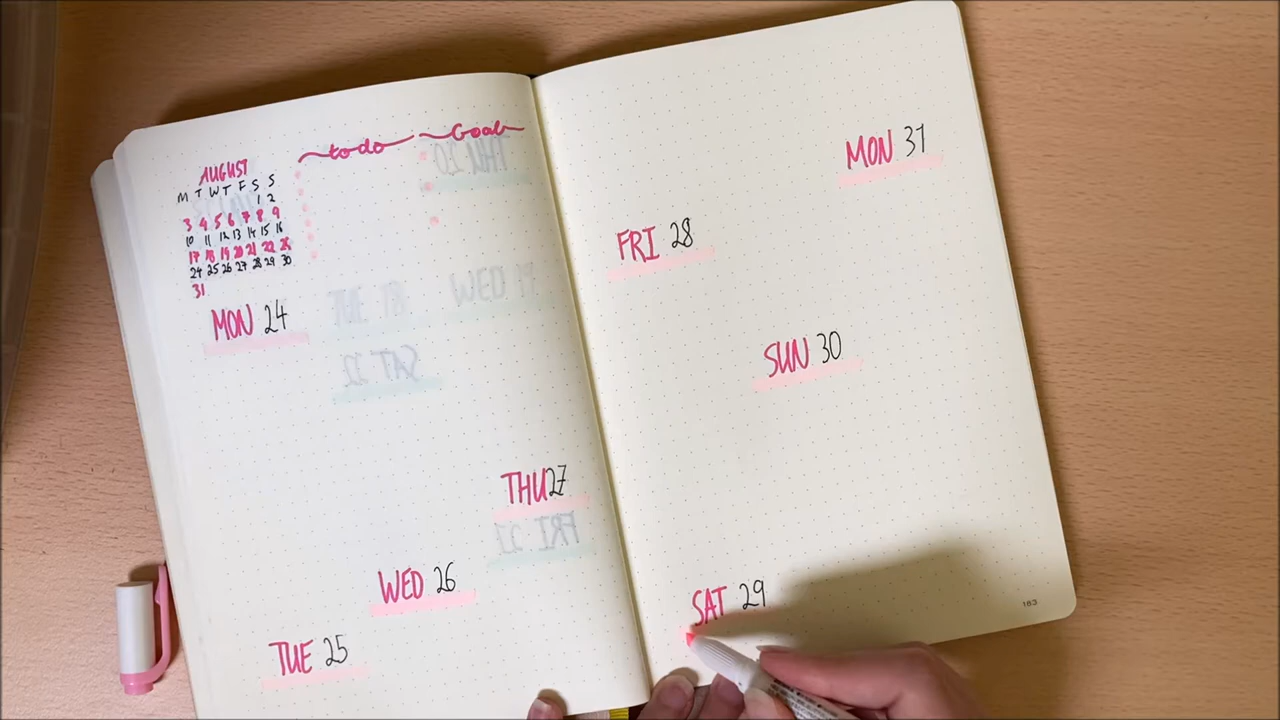 AUGUST
M T W T F S S
1 2
3 4 5 6 7 8 9
10 11 12 13 14 15 16
17 18 19 20 21 22 23
24 25 26 27 28 29 30
31
to do
Goal
MON 24
TUE 25
WED 26
THU 27
FRI 28
SAT 29
SUN 30
MON 31
163